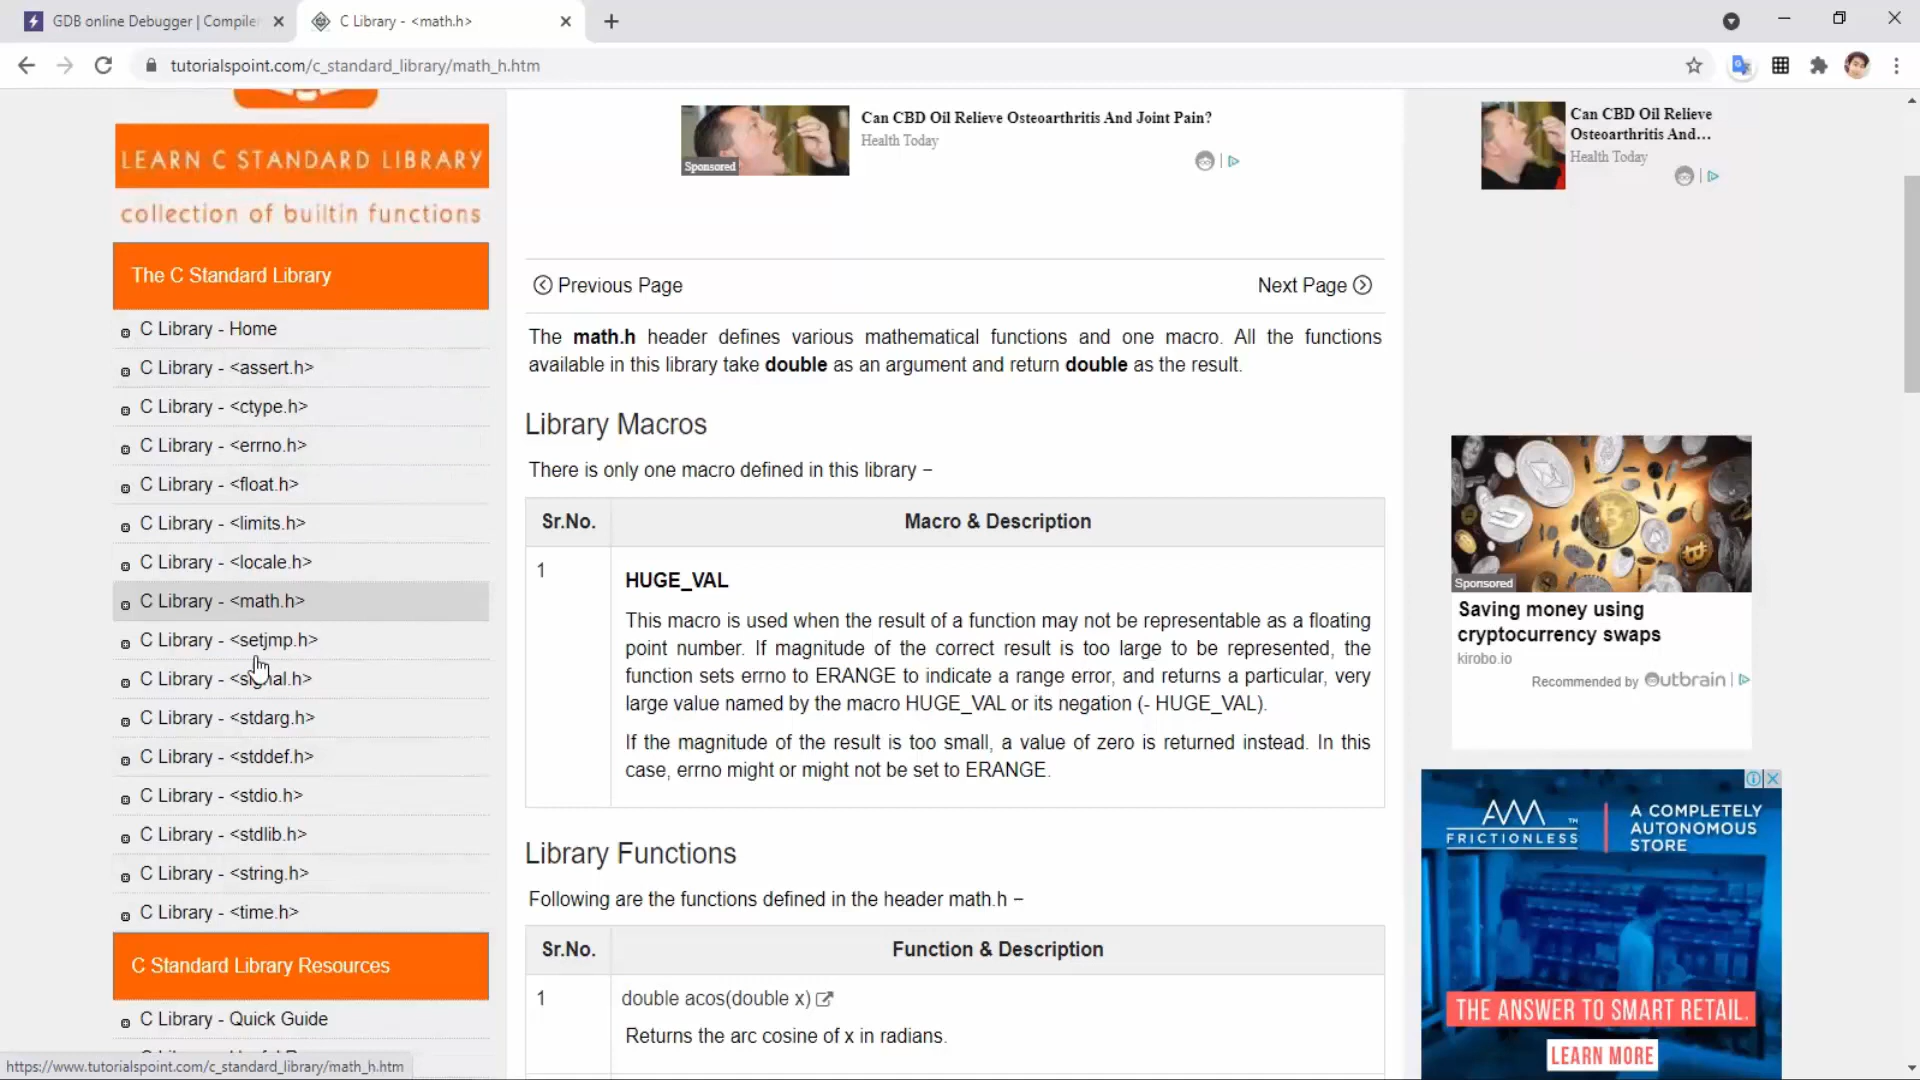 GDB online Debugger | Compile
C Library - <math.h>
tutorialspoint.com/c_standard_library/math_h.htm
LEARN C STANDARD LIBRARY
collection of builtin functions
The C Standard Library
C Library - Home
C Library - <assert.h>
C Library - <ctype.h>
C Library - <errno.h>
C Library - <float.h>
C Library - <limits.h>
C Library - <locale.h>
C Library - <math.h>
C Library - <setjmp.h>
C Library - <signal.h>
C Library - <stdarg.h>
C Library - <stddef.h>
C Library - <stdio.h>
C Library - <stdlib.h>
C Library - <string.h>
C Library - <time.h>
C Standard Library Resources
C Library - Quick Guide
https://www.tutorialspoint.com/c_standard_library/math_h.htm
Sponsored
Can CBD Oil Relieve Osteoarthritis And Joint Pain?
Health Today
Previous Page
Next Page
The math.h header defines various mathematical functions and one macro. All the functions
available in this library take double as an argument and return double as the result.
Library Macros
There is only one macro defined in this library −
Sr.No.
Macro & Description
1
HUGE_VAL
This macro is used when the result of a function may not be representable as a floating
point number. If magnitude of the correct result is too large to be represented, the
function sets errno to ERANGE to indicate a range error, and returns a particular, very
large value named by the macro HUGE_VAL or its negation (- HUGE_VAL).
If the magnitude of the result is too small, a value of zero is returned instead. In this
case, errno might or might not be set to ERANGE.
Library Functions
Following are the functions defined in the header math.h −
Sr.No.
Function & Description
1
double acos(double x)
Returns the arc cosine of x in radians.
Can CBD Oil Relieve
Osteoarthritis And...
Health Today
Sponsored
Saving money using
cryptocurrency swaps
kirobo.io
Recommended by Outbrain
FRICTIONLESS™
A COMPLETELY
AUTONOMOUS
STORE
THE ANSWER TO SMART RETAIL.
LEARN MORE